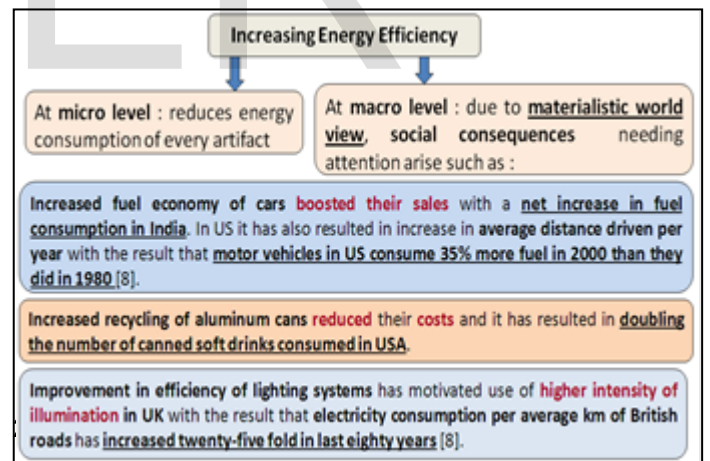 Increasing Energy Efficiency
At micro level : reduces energy
consumption of every artifact
At macro level : due to materialistic world
view, social consequences needing
attention arise such as :
Increased fuel economy of cars boosted their sales with a net increase in fuel
consumption in India. In US it has also resulted in increase in average distance driven per
year with the result that motor vehicles in US consume 35% more fuel in 2000 than they
did in 1980 [8].
Increased recycling of aluminum cans reduced their costs and it has resulted in doubling
the number of canned soft drinks consumed in USA.
Improvement in efficiency of lighting systems has motivated use of higher intensity of
illumination in UK with the result that electricity consumption per average km of British
roads has increased twenty-five fold in last eighty years [8].